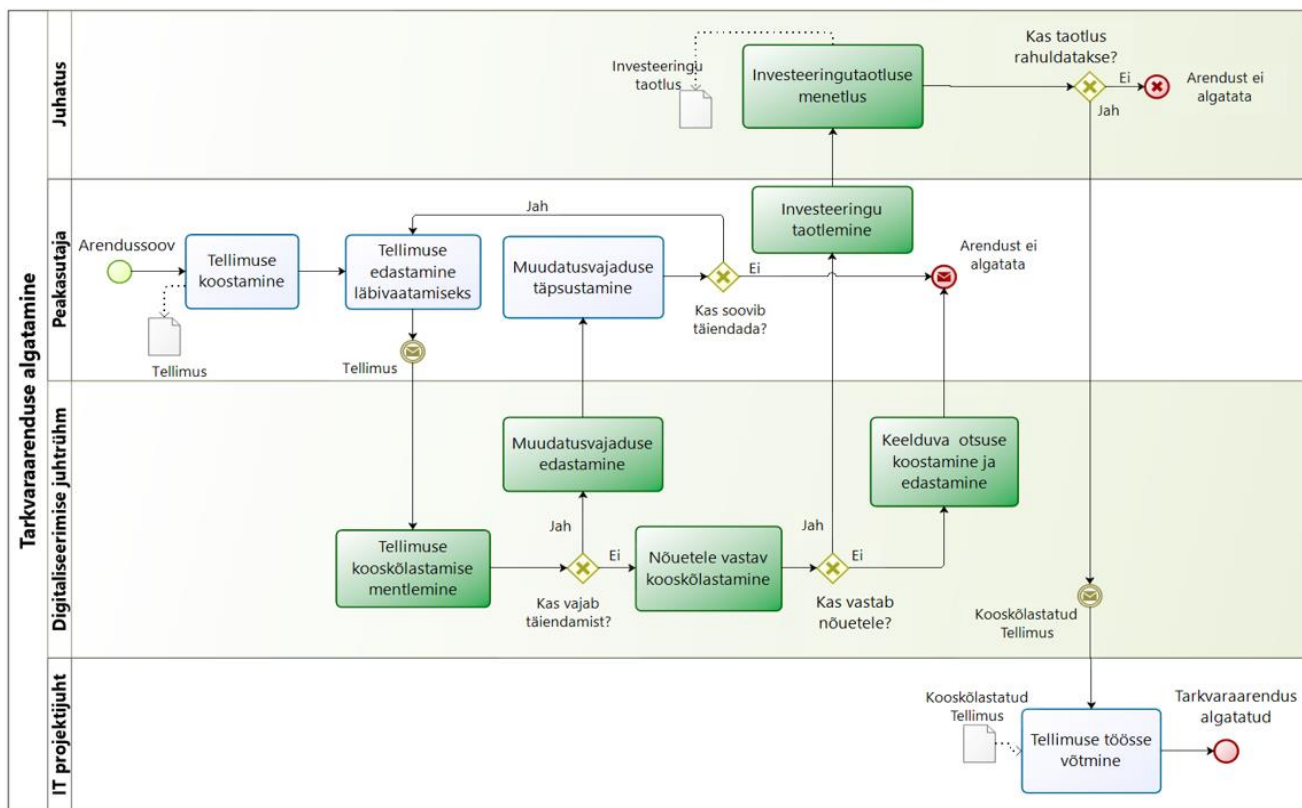 Tarkvaraarenduse algatamine
Juhatus
Investeeringu
taotlus
Investeeringutaotluse
menetlus
Kas taotlus
rahuldatakse?
Ei
Arendust ei
algatata
Jah
Peakasutaja
Arendussoov
Tellimuse
koostamine
Tellimus
Tellimuse
edastamine
läbivaatamiseks
Tellimus
Jah
Muudatusvajaduse
täpsustamine
Ei
Kas soovib
täiendada?
Investeeringu
taotlemine
Arendust ei
algatata
Digitaliseerimise juhtrühm
Muudatusvajaduse
edastamine
Keelduva otsuse
koostamine ja
edastamine
Tellimuse
kooskõlastamise
mentlemine
Jah
Ei
Kas vajab
täiendamist?
Nõuetele vastav
kooskõlastamine
Jah
Ei
Kas vastab
nõuetele?
Kooskõlastatud
Tellimus
IT projektijuht
Kooskõlastatud
Tellimus
Tellimuse töösse
võtmine
Tarkvaraarendus
algatatud